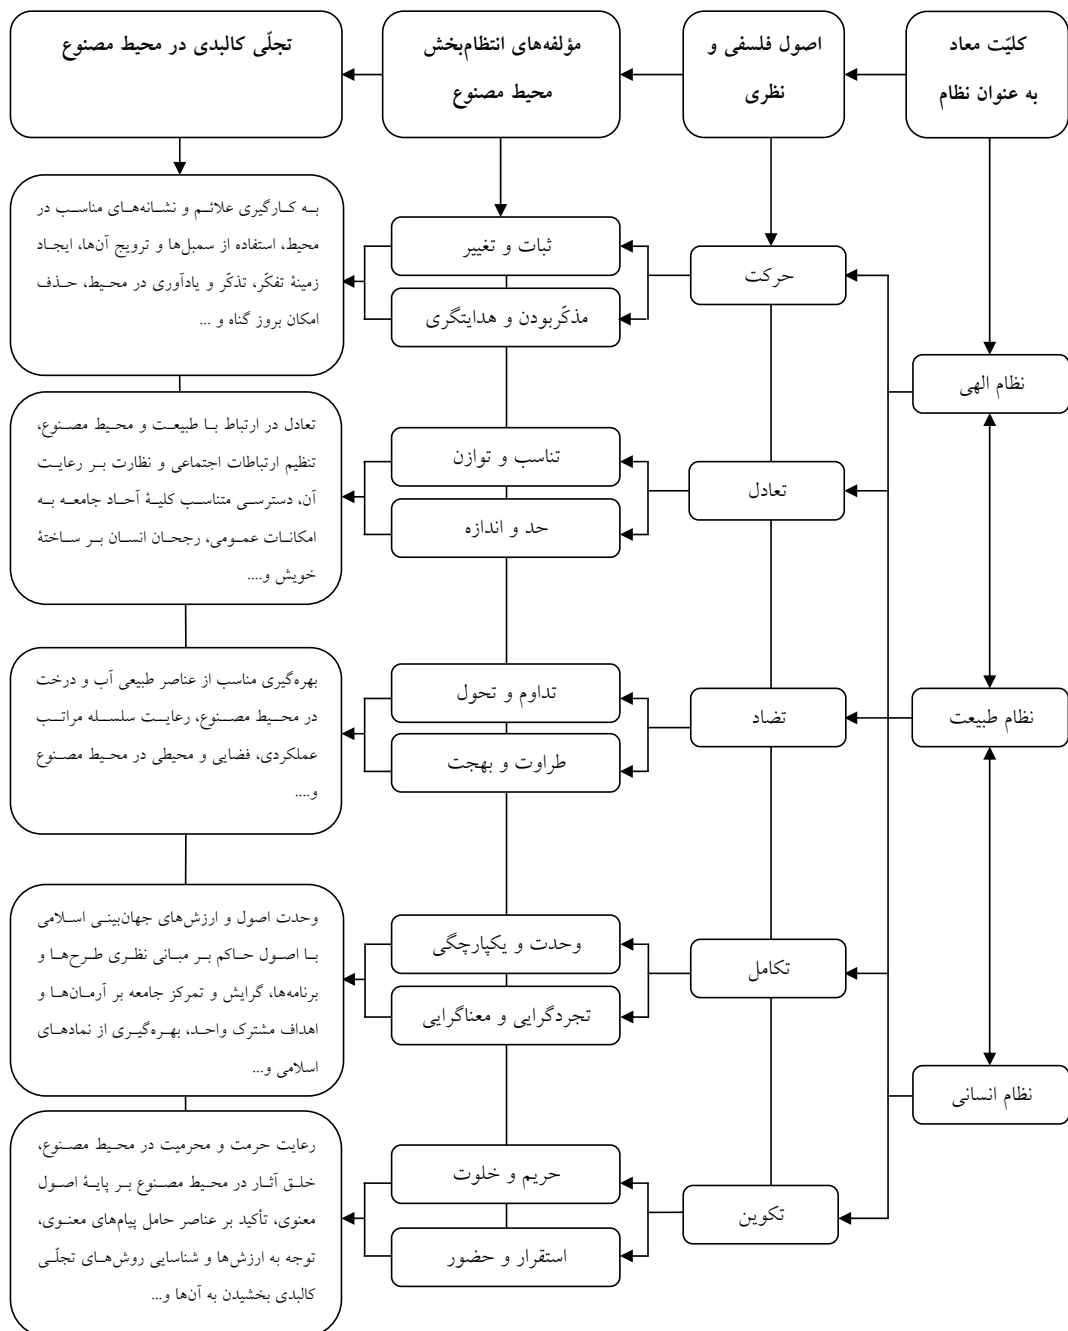 کلیّت معاد
به عنوان نظام
اصول فلسفی و
نظری
مؤلفه‌های انتظام‌بخش
محیط مصنوع
تجلّی کالبدی در محیط مصنوع
نظام الهی
نظام طبیعت
نظام انسانی
حرکت
ثبات و تغییر
مذکّربودن و هدایتگری
به کارگیری علائم و نشانه‌های مناسب در
محیط، استفاده از سمبل‌ها و ترویج آن‌ها، ایجاد
زمینۀ تفکّر، تذکّر و یادآوری در محیط، حذف
امکان بروز گناه و ...
تعادل
تناسب و توازن
حد و اندازه
تعادل در ارتباط با طبیعت و محیط مصنوع،
تنظیم ارتباطات اجتماعی و نظارت بر رعایت
آن، دسترسی متناسب کلیۀ آحاد جامعه به
امکانات عمومی، رجحان انسان بر ساختۀ
خویش و....
تضاد
تداوم و تحول
طراوت و بهجت
بهره‌گیری مناسب از عناصر طبیعی آب و درخت
در محیط مصنوع، رعایت سلسله مراتب
عملکردی، فضایی و محیطی در محیط مصنوع
و....
تکامل
وحدت و یکپارچگی
تجردگرایی و معناگرایی
وحدت اصول و ارزش‌های جهان‌بینی اسلامی
با اصول حاکم بر مبانی نظری طرح‌ها و
برنامه‌ها، گرایش و تمرکز جامعه بر آرمان‌ها و
اهداف مشترک واحد، بهره‌گیری از نمادهای
اسلامی و...
تکوین
حریم و خلوت
استقرار و حضور
رعایت حرمت و محرمیت در محیط مصنوع،
خلق آثار در محیط مصنوع بر پایۀ اصول
معنوی، تأکید بر عناصر حامل پیام‌های معنوی،
توجه به ارزش‌ها و شناسایی روش‌های تجلّی
کالبدی بخشیدن به آن‌ها و...